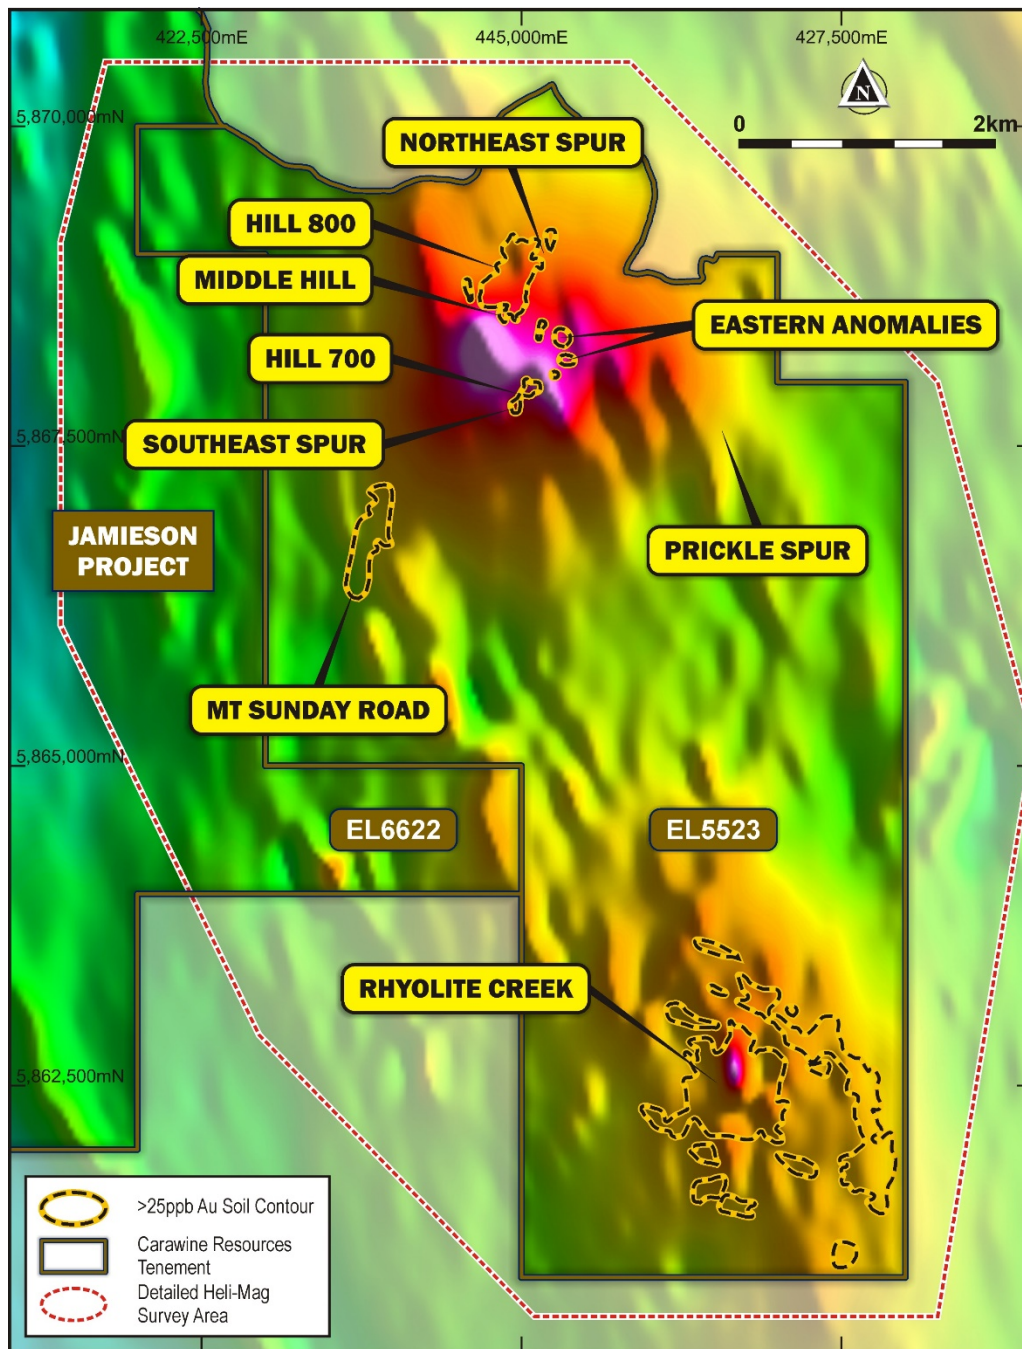 422,500mE
445,000mE
427,500mE
5,870,000mN
N
0
2km
NORTHEAST SPUR
HILL 800
MIDDLE HILL
EASTERN ANOMALIES
HILL 700
SOUTHEAST SPUR
5,867,500mN
JAMIESON
PROJECT
PRICKLE SPUR
MT SUNDAY ROAD
5,865,000mN
EL6622
EL5523
RHYOLITE CREEK
5,862,500mN
>25ppb Au Soil Contour
Carawine Resources
Tenement
Detailed Heli-Mag
Survey Area